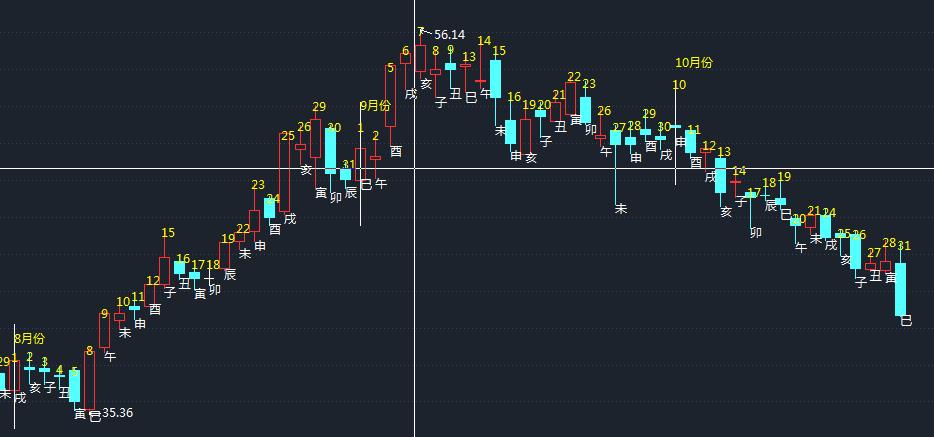 8月份
29 1 2 3 4 5 8 9 10 11 12 15 16 17 18 19 22 23 24 25 26 29 30 31
未 戌 亥 子 丑 寅 巳 午 未 申 酉 子 丑 寅 卯 辰 未 申 酉 戌 亥 寅 卯 辰
35.36
9月份
1 2 5 6 7 8 9 13 14 15 16 19 20 21 22 23 26 27 28 29 30
巳 午 酉 戌 亥 子 丑 巳 午 未 申 亥 子 丑 寅 卯 午 未 申 酉 戌
56.14
10月份
10 11 12 13 14 17 18 19 20 21 24 25 26 27 28 31
申 酉 戌 亥 子 卯 辰 巳 午 未 戌 亥 子 丑 寅 巳